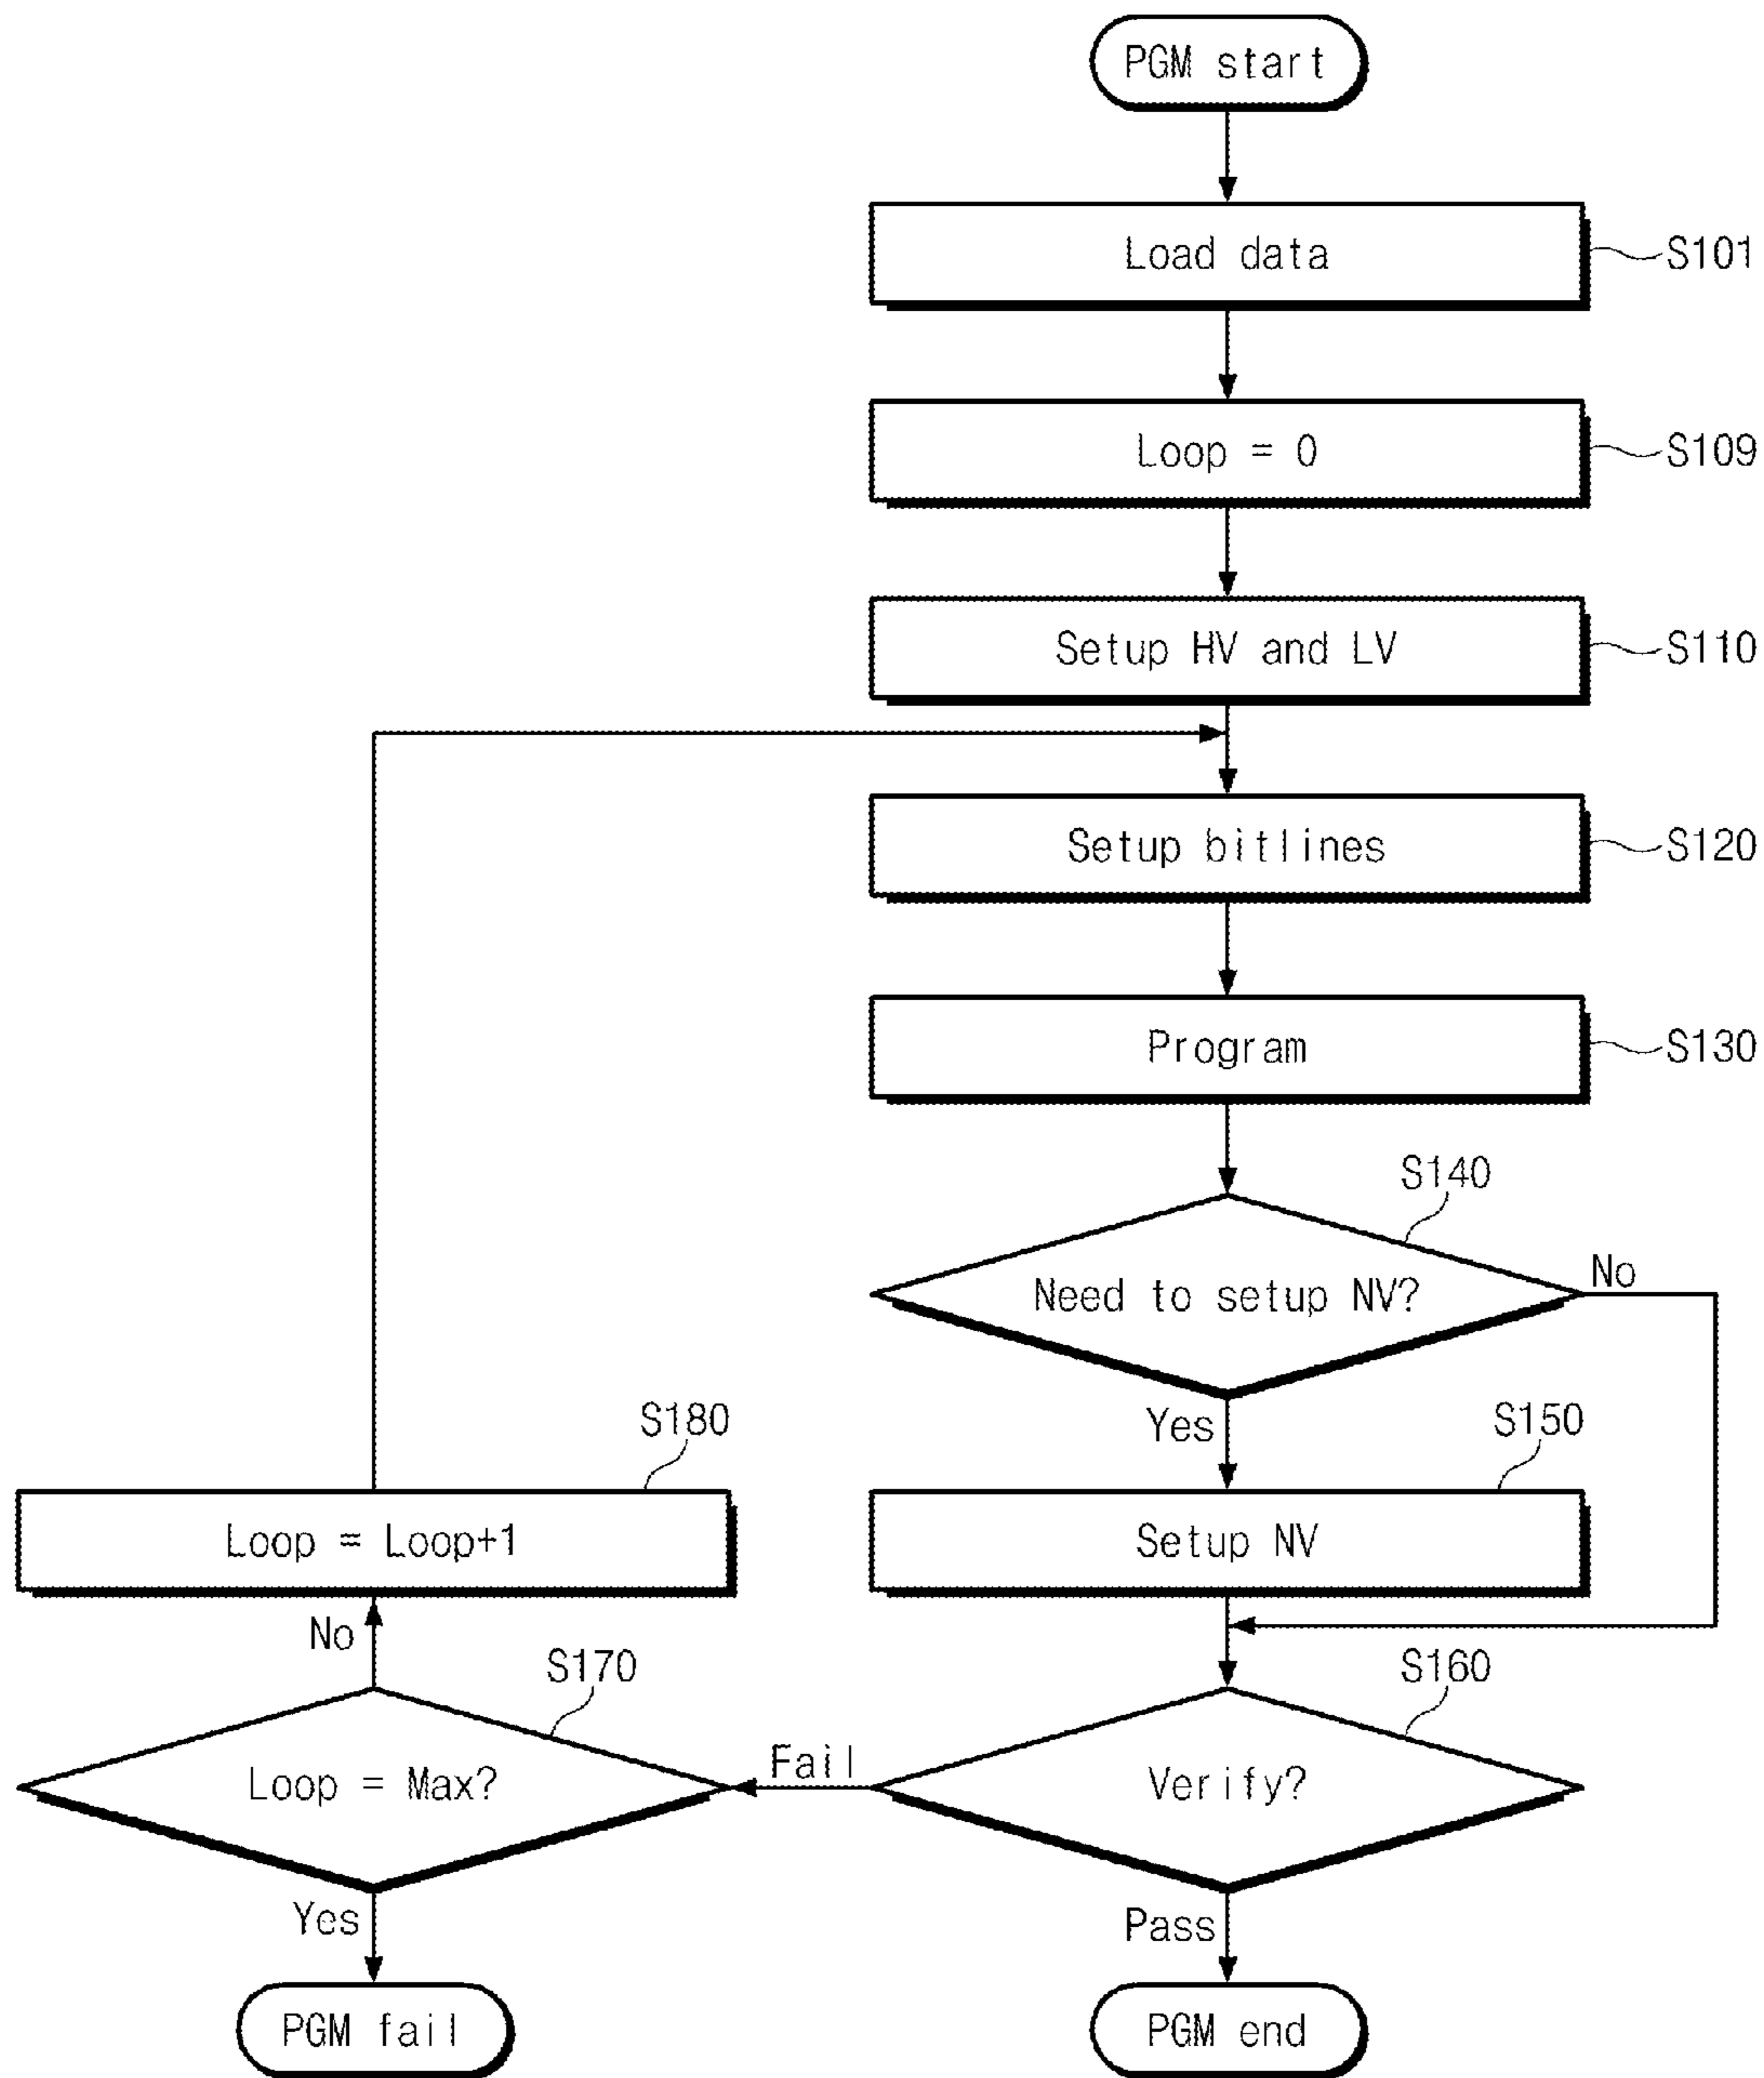 PGM start
Load data
S101
Loop = 0
S109
Setup HV and LV
S110
Setup bitlines
S120
Program
S130
S140
Need to setup NV?
No
Yes
S150
Setup NV
S180
Loop = Loop+1
No
S170
Loop = Max?
Fail
S160
Verify?
Yes
Pass
PGM fail
PGM end